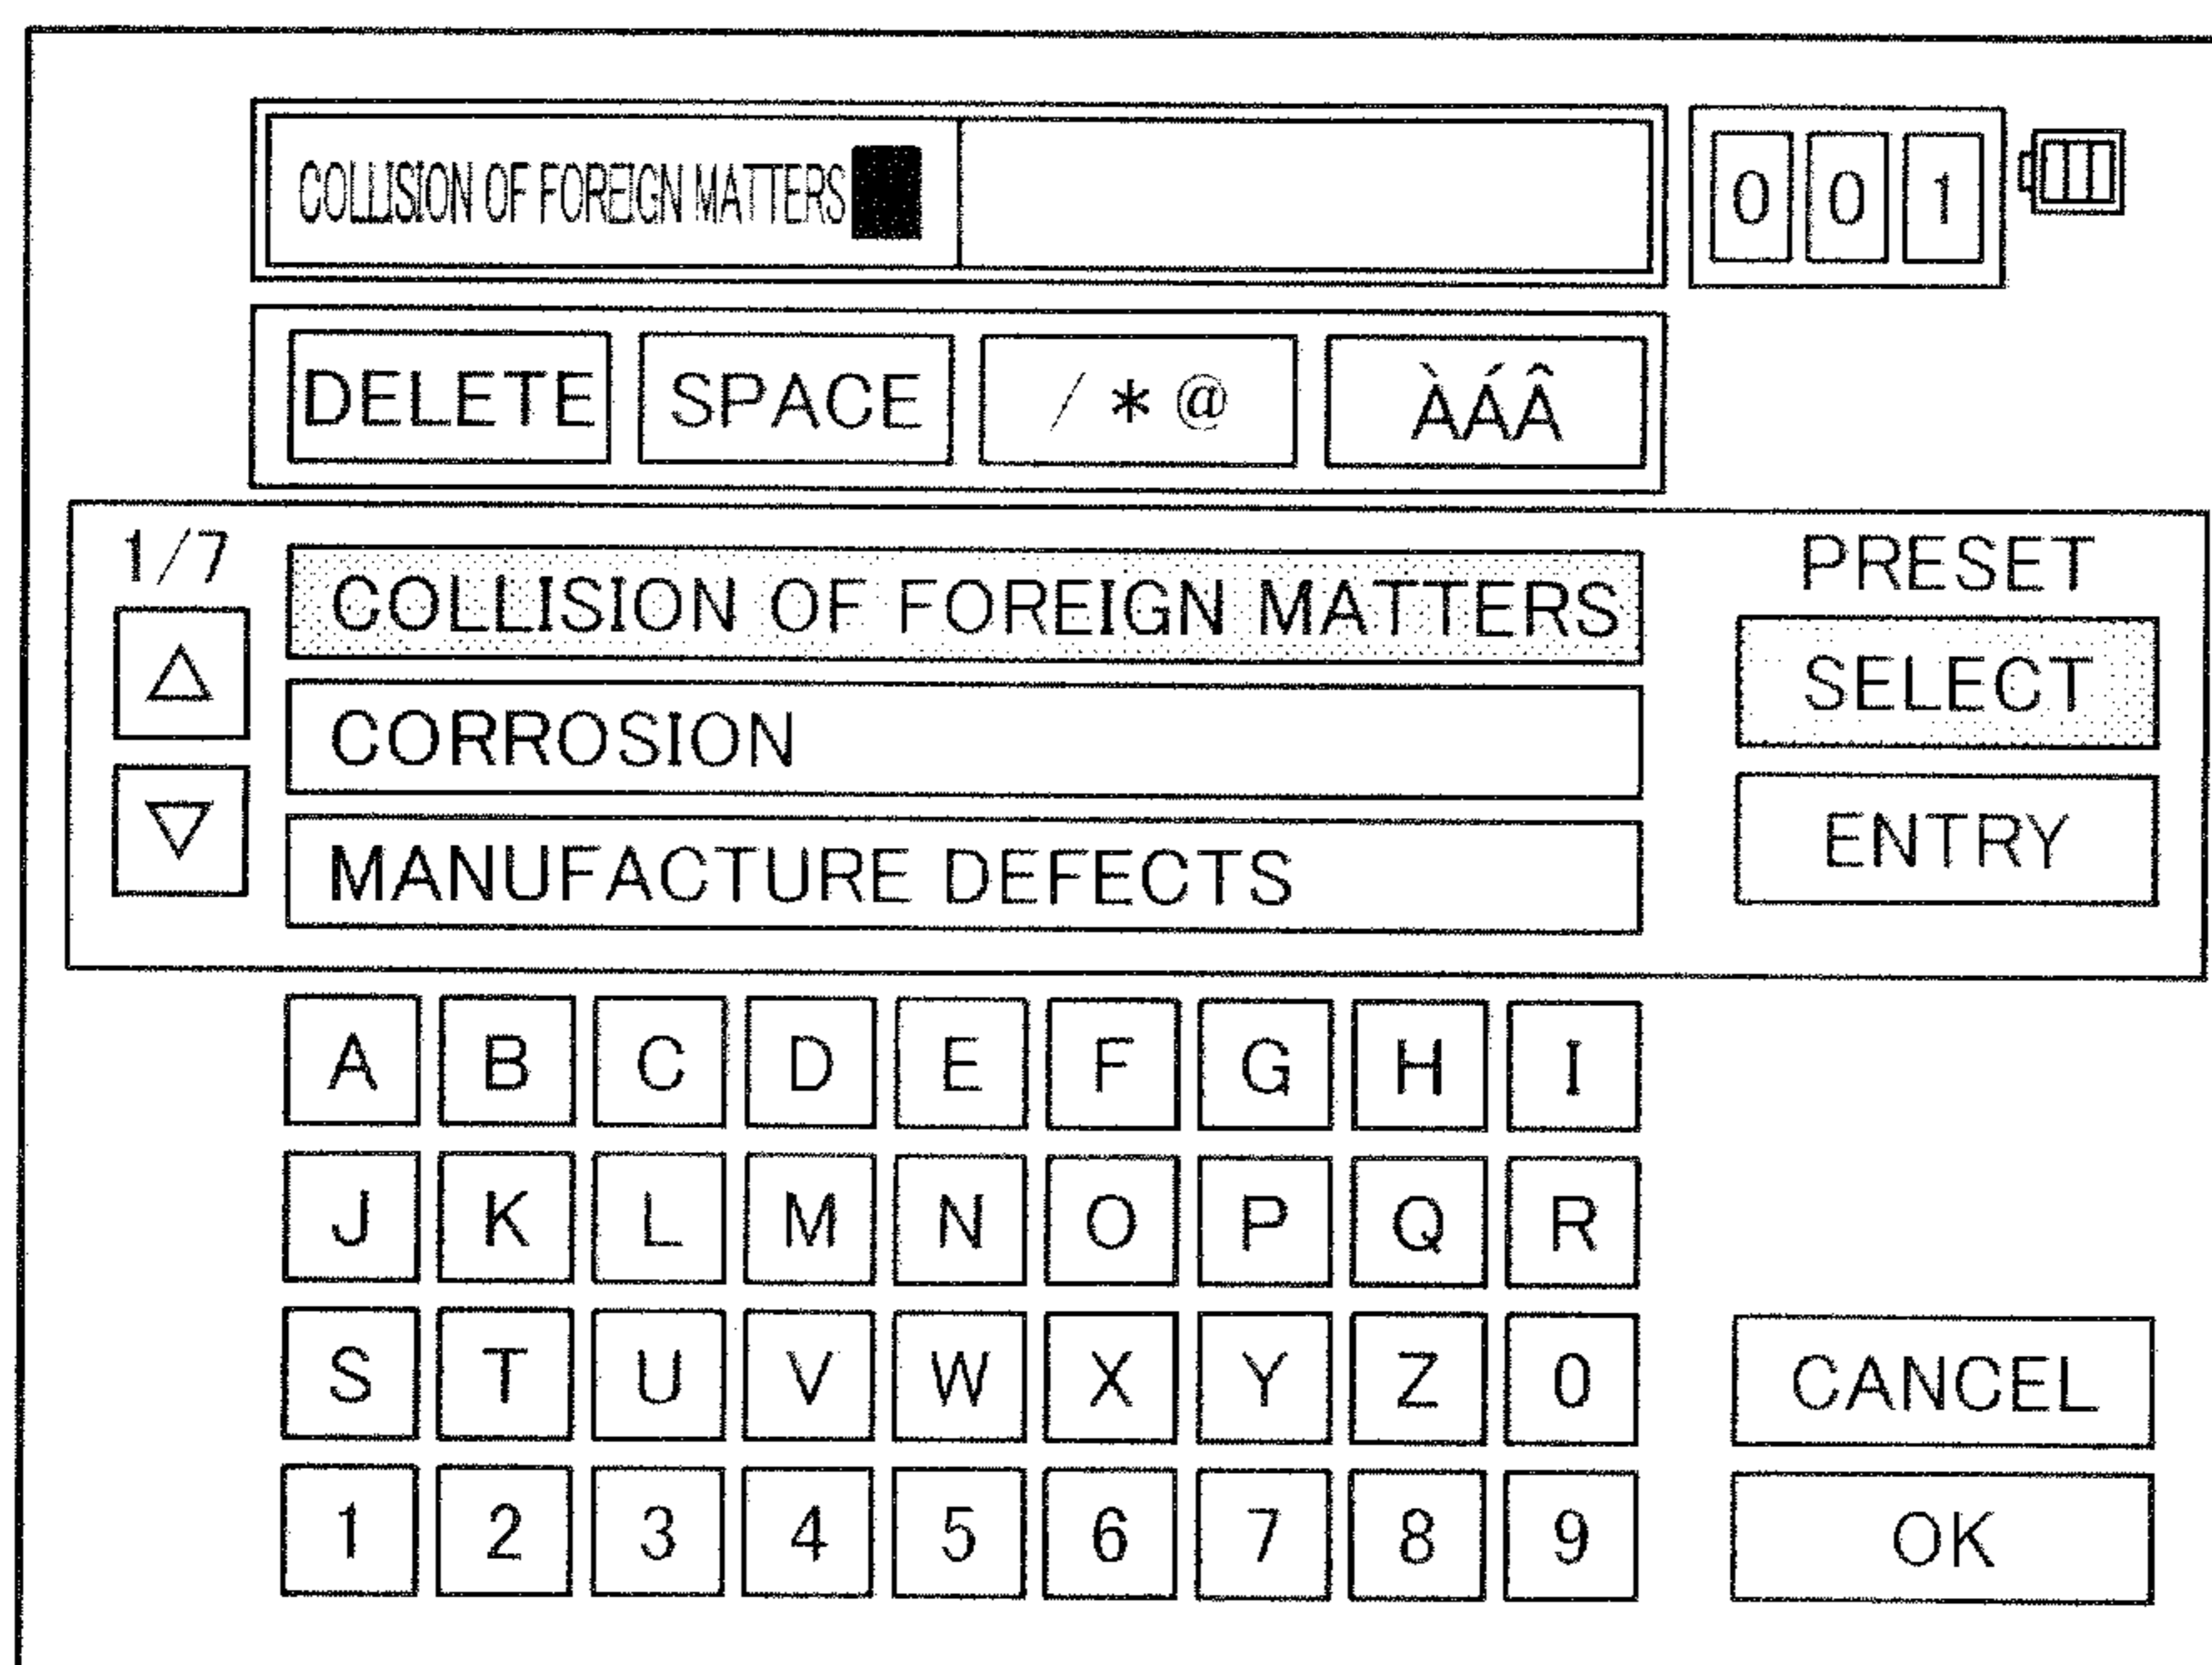 COLLISION OF FOREIGN MATTERS 0 0 1
DELETE SPACE / * @ ÀÁÂ
1/7 COLLISION OF FOREIGN MATTERS PRESET
SELECT
CORROSION
MANUFACTURE DEFECTS ENTRY
A B C D E F G H I
J K L M N O P Q R
S T U V W X Y Z 0 CANCEL
1 2 3 4 5 6 7 8 9 OK